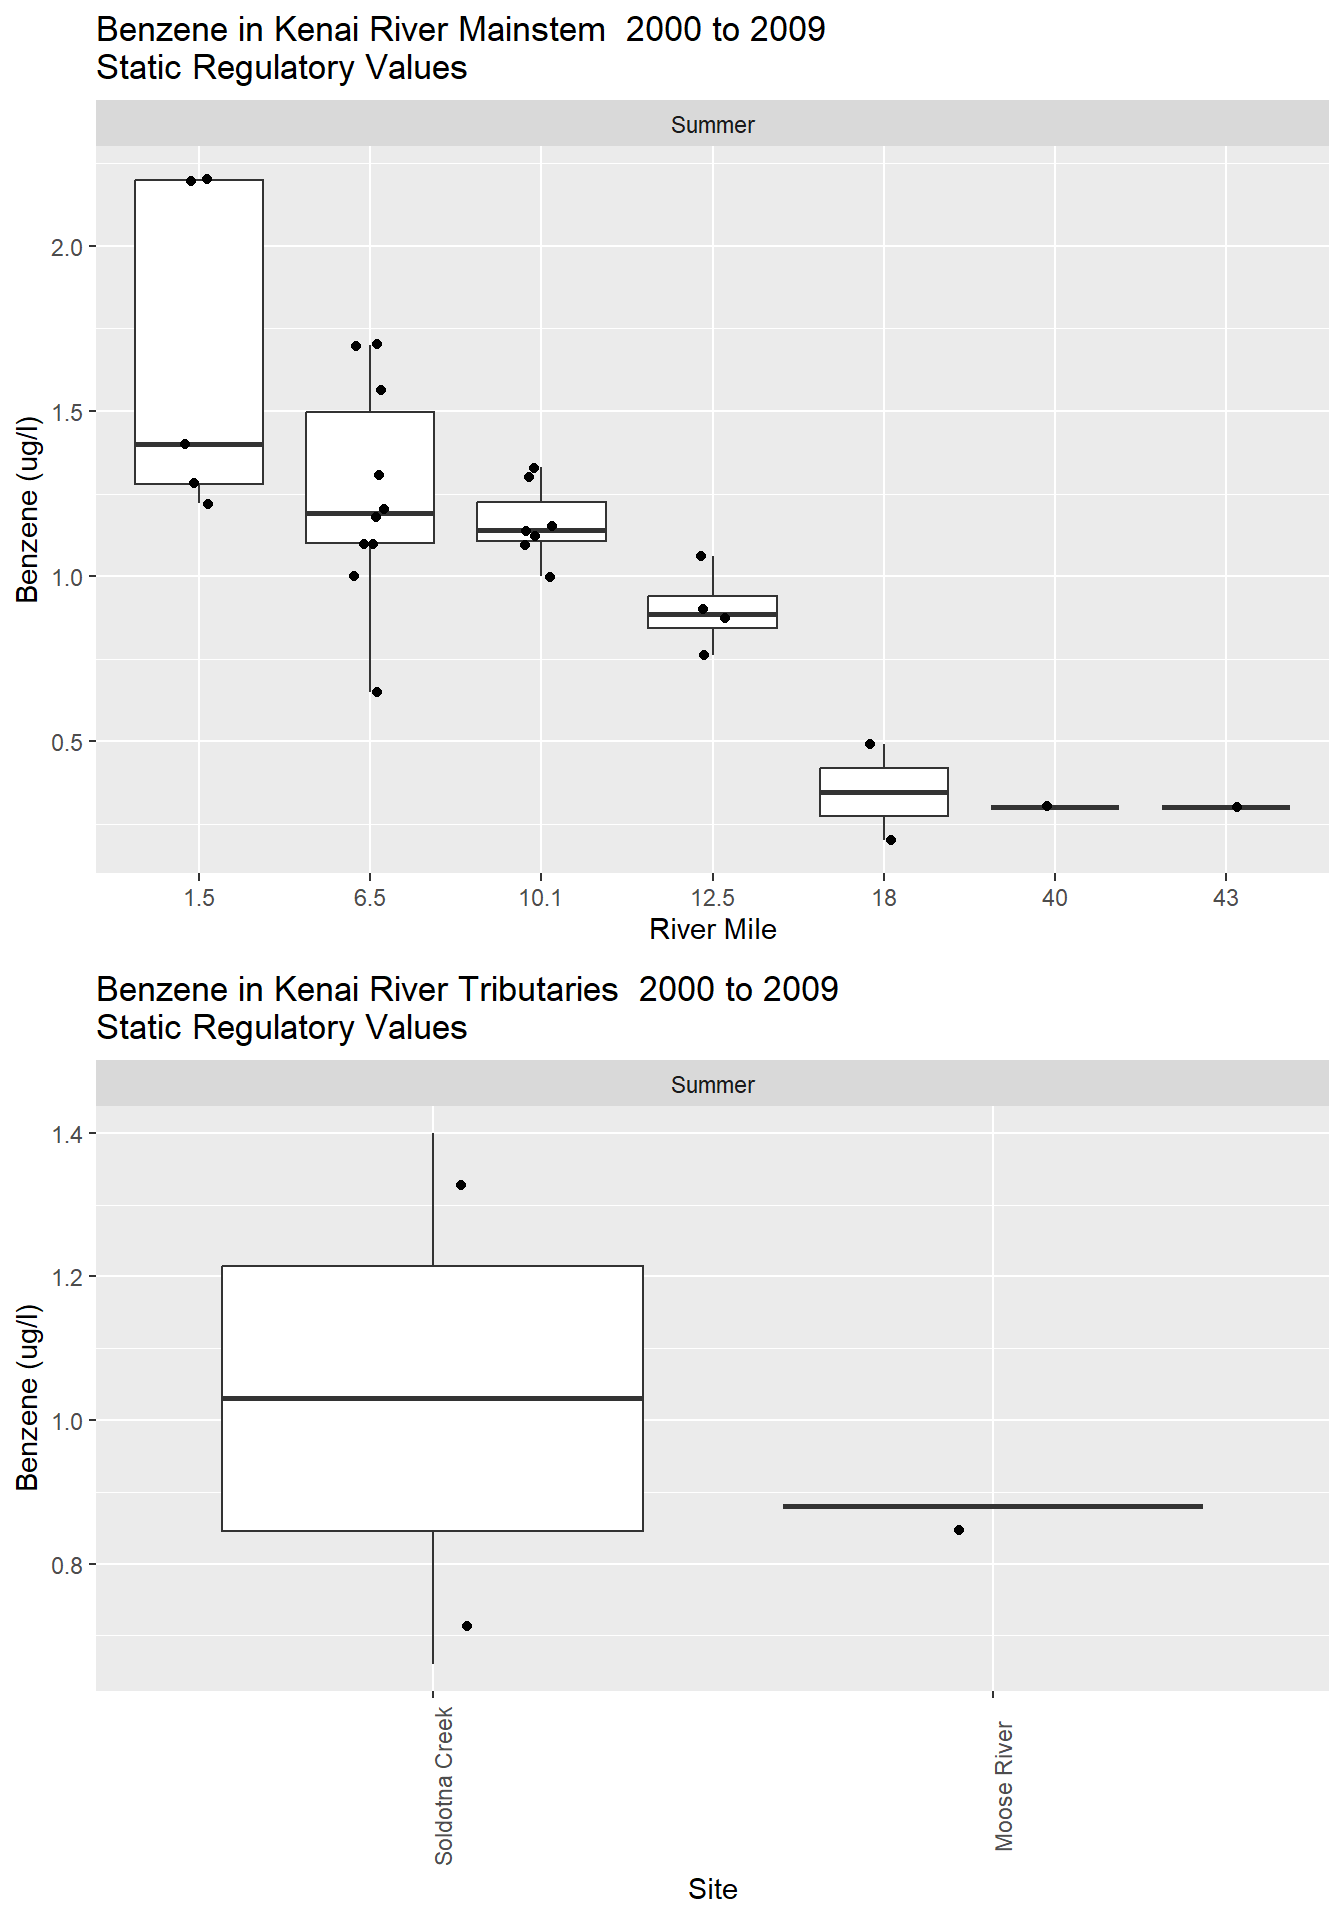 Benzene in Kenai River Mainstem  2000 to 2009
Static Regulatory Values
Summer
2.0
1.5
1.0
0.5
Benzene (ug/l)
1.5 6.5 10.1 12.5 18 40 43
River Mile
Benzene in Kenai River Tributaries  2000 to 2009
Static Regulatory Values
Summer
1.4
1.2
1.0
0.8
Benzene (ug/l)
Soldotna Creek
Moose River
Site